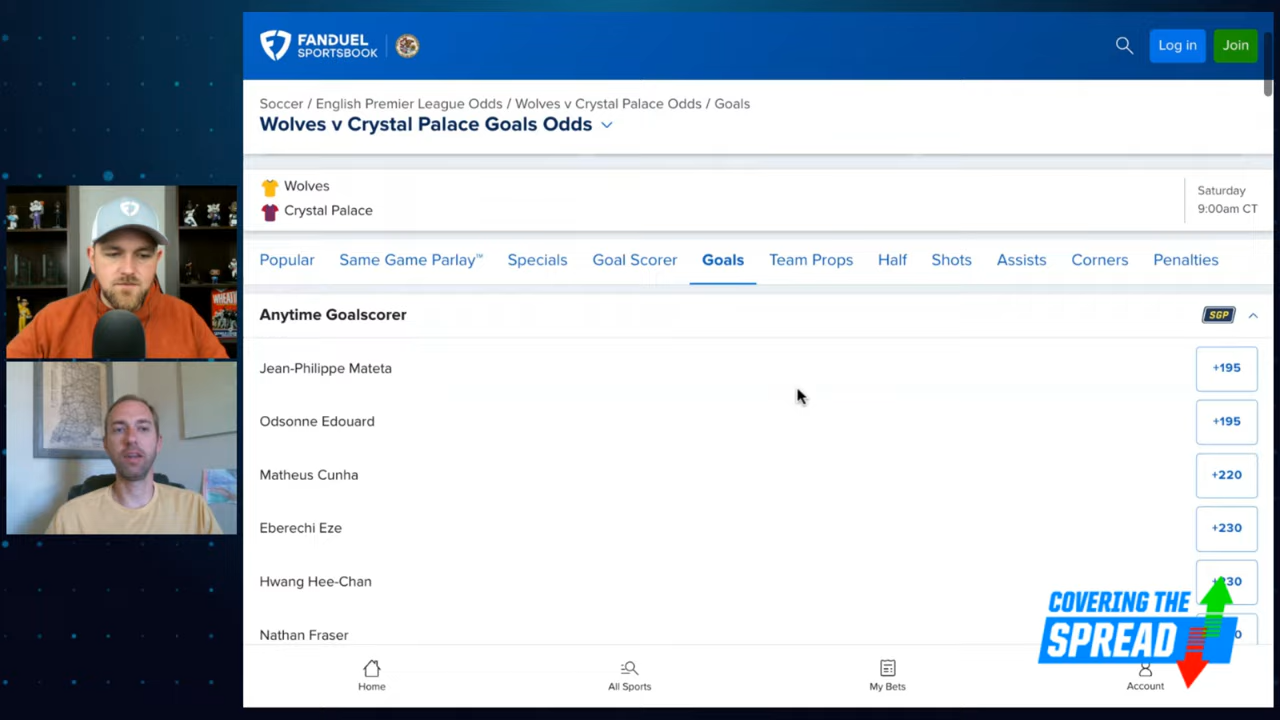 FANDUEL
SPORTSBOOK
Log in
Join
Soccer / English Premier League Odds / Wolves v Crystal Palace Odds / Goals
Wolves v Crystal Palace Goals Odds
Wolves
Crystal Palace
Saturday
9:00am CT
Popular
Same Game Parlay™
Specials
Goal Scorer
Goals
Team Props
Half
Shots
Assists
Corners
Penalties
Anytime Goalscorer
SGP
Jean-Philippe Mateta
+195
Odsonne Edouard
+195
Matheus Cunha
+220
Eberechi Eze
+230
Hwang Hee-Chan
Nathan Fraser
COVERING THE
SPREAD
Home
All Sports
My Bets
Account
WHEATIES